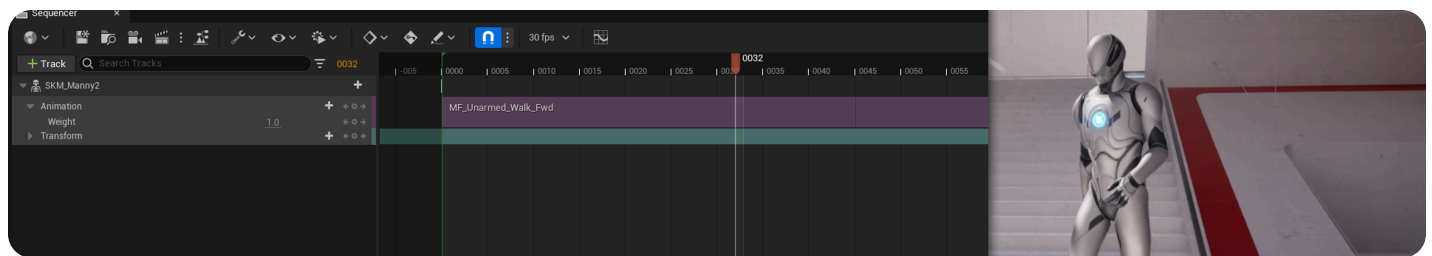 Sequencer ×
30 fps
+ Track Search Tracks 0032
0032
-005 0000 0005 0010 0015 0020 0025 0035 0040 0045 0050 0055
SKM_Manny2
Animation
MF_Unarmed_Walk_Fwd
Weight 1.0
Transform